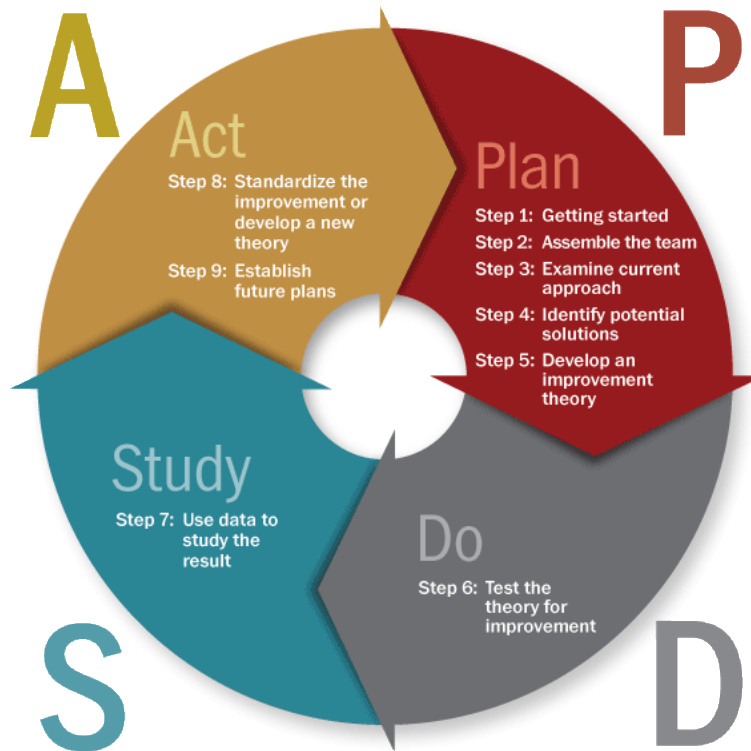 A
P
Act
Step 8: Standardize the
improvement or
develop a new
theory
Step 9: Establish
future plans
Plan
Step 1: Getting started
Step 2: Assemble the team
Step 3: Examine current
approach
Step 4: Identify potential
solutions
Step 5: Develop an
improvement
theory
Study
Step 7: Use data to
study the
result
Do
Step 6: Test the
theory for
improvement
S
D